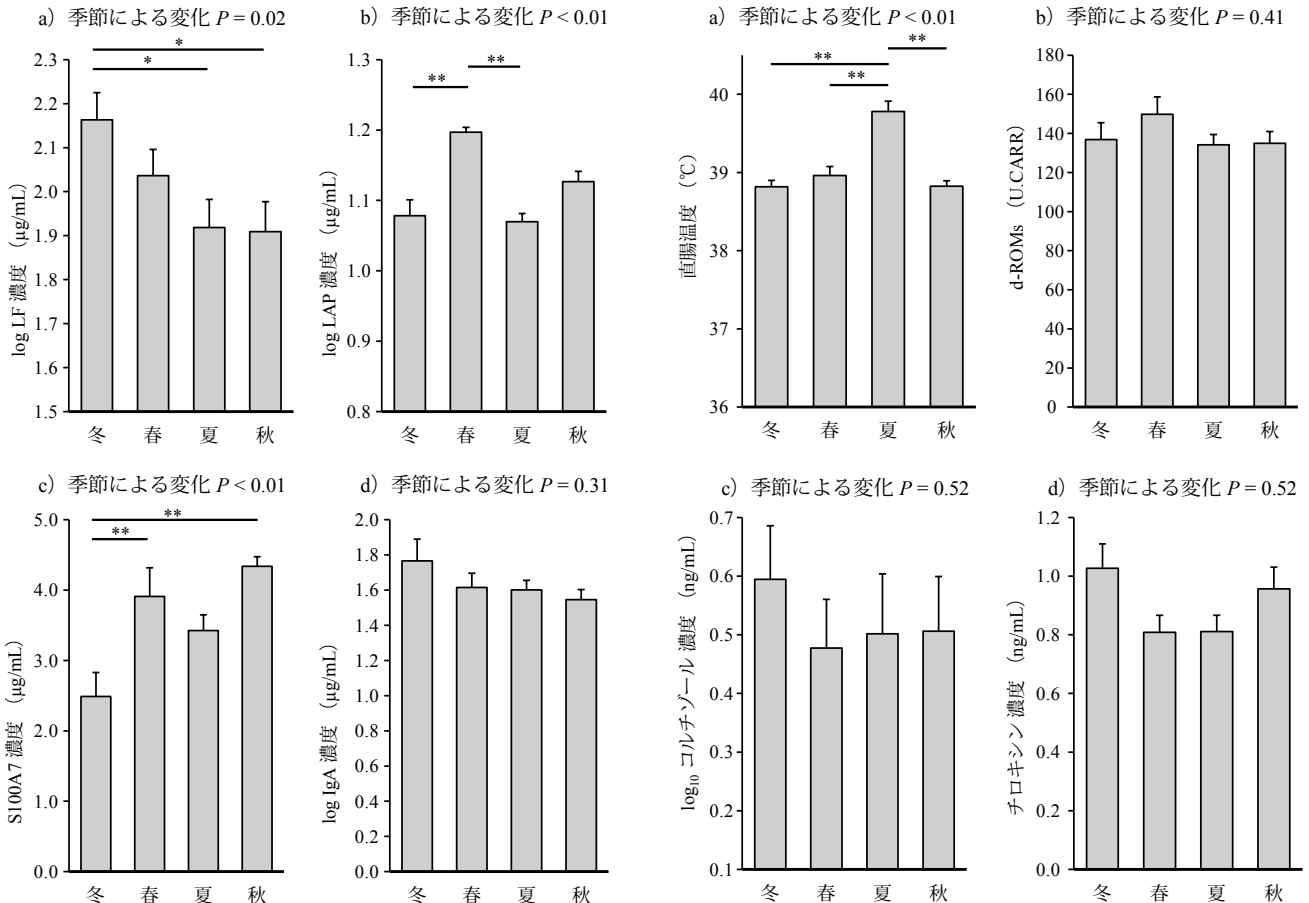 a）季節による変化 P = 0.02
*
*
2.3
2.2
2.1
2.0
1.9
1.8
1.7
1.6
1.5
log LF 濃度 （μg/mL）
冬 春 夏 秋
b）季節による変化 P < 0.01
** **
1.3
1.2
1.1
1.0
0.9
0.8
log LAP 濃度 （μg/mL）
冬 春 夏 秋
a）季節による変化 P < 0.01
**
**
**
40
39
38
37
36
直腸温度 （℃）
冬 春 夏 秋
b）季節による変化 P = 0.41
180
160
140
120
100
80
60
40
20
0
d-ROMs （U.CARR）
冬 春 夏 秋
c）季節による変化 P < 0.01
**
**
5.0
4.0
3.0
2.0
1.0
0.0
S100A7 濃度 （μg/mL）
冬 春 夏 秋
d）季節による変化 P = 0.31
2.0
1.8
1.6
1.4
1.2
1.0
0.8
0.6
0.4
0.2
0.0
log IgA 濃度 （μg/mL）
冬 春 夏 秋
c）季節による変化 P = 0.52
0.7
0.6
0.5
0.4
0.3
0.2
0.1
log₁₀ コルチゾール 濃度 （ng/mL）
冬 春 夏 秋
d）季節による変化 P = 0.52
1.2
1.0
0.8
0.6
0.4
0.2
0.0
チロキシン 濃度 （ng/mL）
冬 春 夏 秋